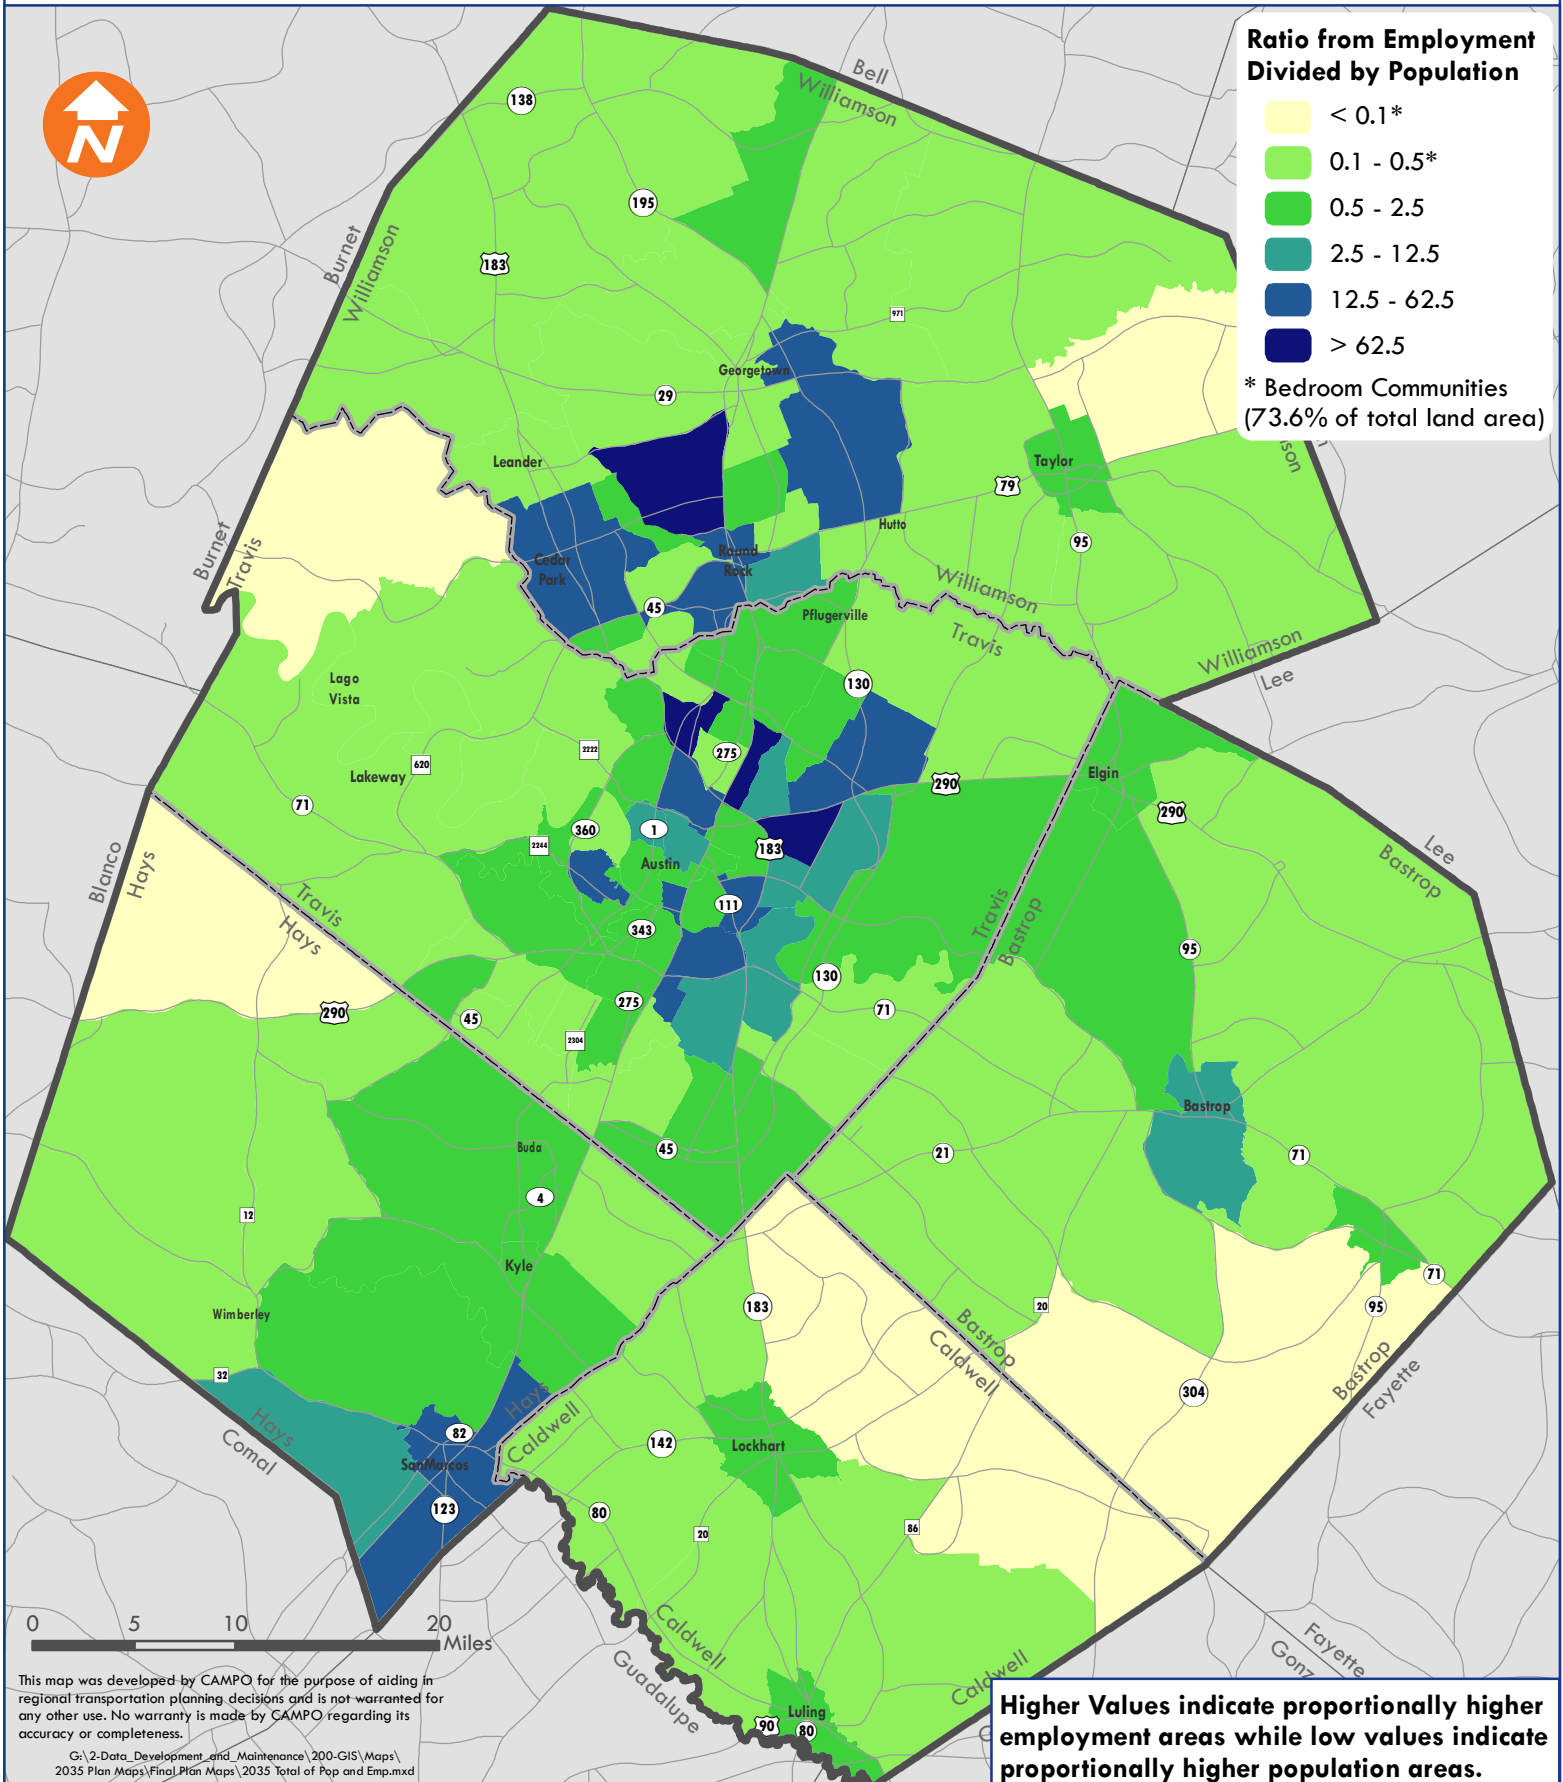 Ratio from Employment
Divided by Population
< 0.1*
0.1 - 0.5*
0.5 - 2.5
2.5 - 12.5
12.5 - 62.5
> 62.5
* Bedroom Communities
(73.6% of total land area)
N
Bell
Williamson
138
195
183
Burnet
Williamson
971
Georgetown
29
Leander
Taylor
79
Hutto
95
Burnet
Travis
Cedar
Park
Round
Rock
45
Williamson
Travis
Pflugerville
Williamson
Lee
Lago
Vista
130
2222
275
620
Lakeway
71
290
Elgin
290
360
1
2244
183
Austin
Blanco
Hays
Travis
Hays
Lee
Bastrop
111
343
Travis
Bastrop
95
130
275
71
290
45
2304
Bastrop
Buda
45
21
71
4
12
Kyle
Wimberley
183
20
71
95
Bastrop
Caldwell
32
304
Bastrop
Fayette
Hays
Comal
82
Hays
Caldwell
SanMarcos
142
Lockhart
123
80
20
86
0 5 10 20
Miles
Caldwell
Guadalupe
Fayette
Gonz
Caldwell
Luling
90
80
This map was developed by CAMPO for the purpose of aiding in
regional transportation planning decisions and is not warranted for
any other use. No warranty is made by CAMPO regarding its
accuracy or completeness.
G:\2-Data_Development_and_Maintenance\200-GIS\Maps\
2035 Plan Maps\Final Plan Maps\2035 Total of Pop and Emp.mxd
Higher Values indicate proportionally higher
employment areas while low values indicate
proportionally higher population areas.